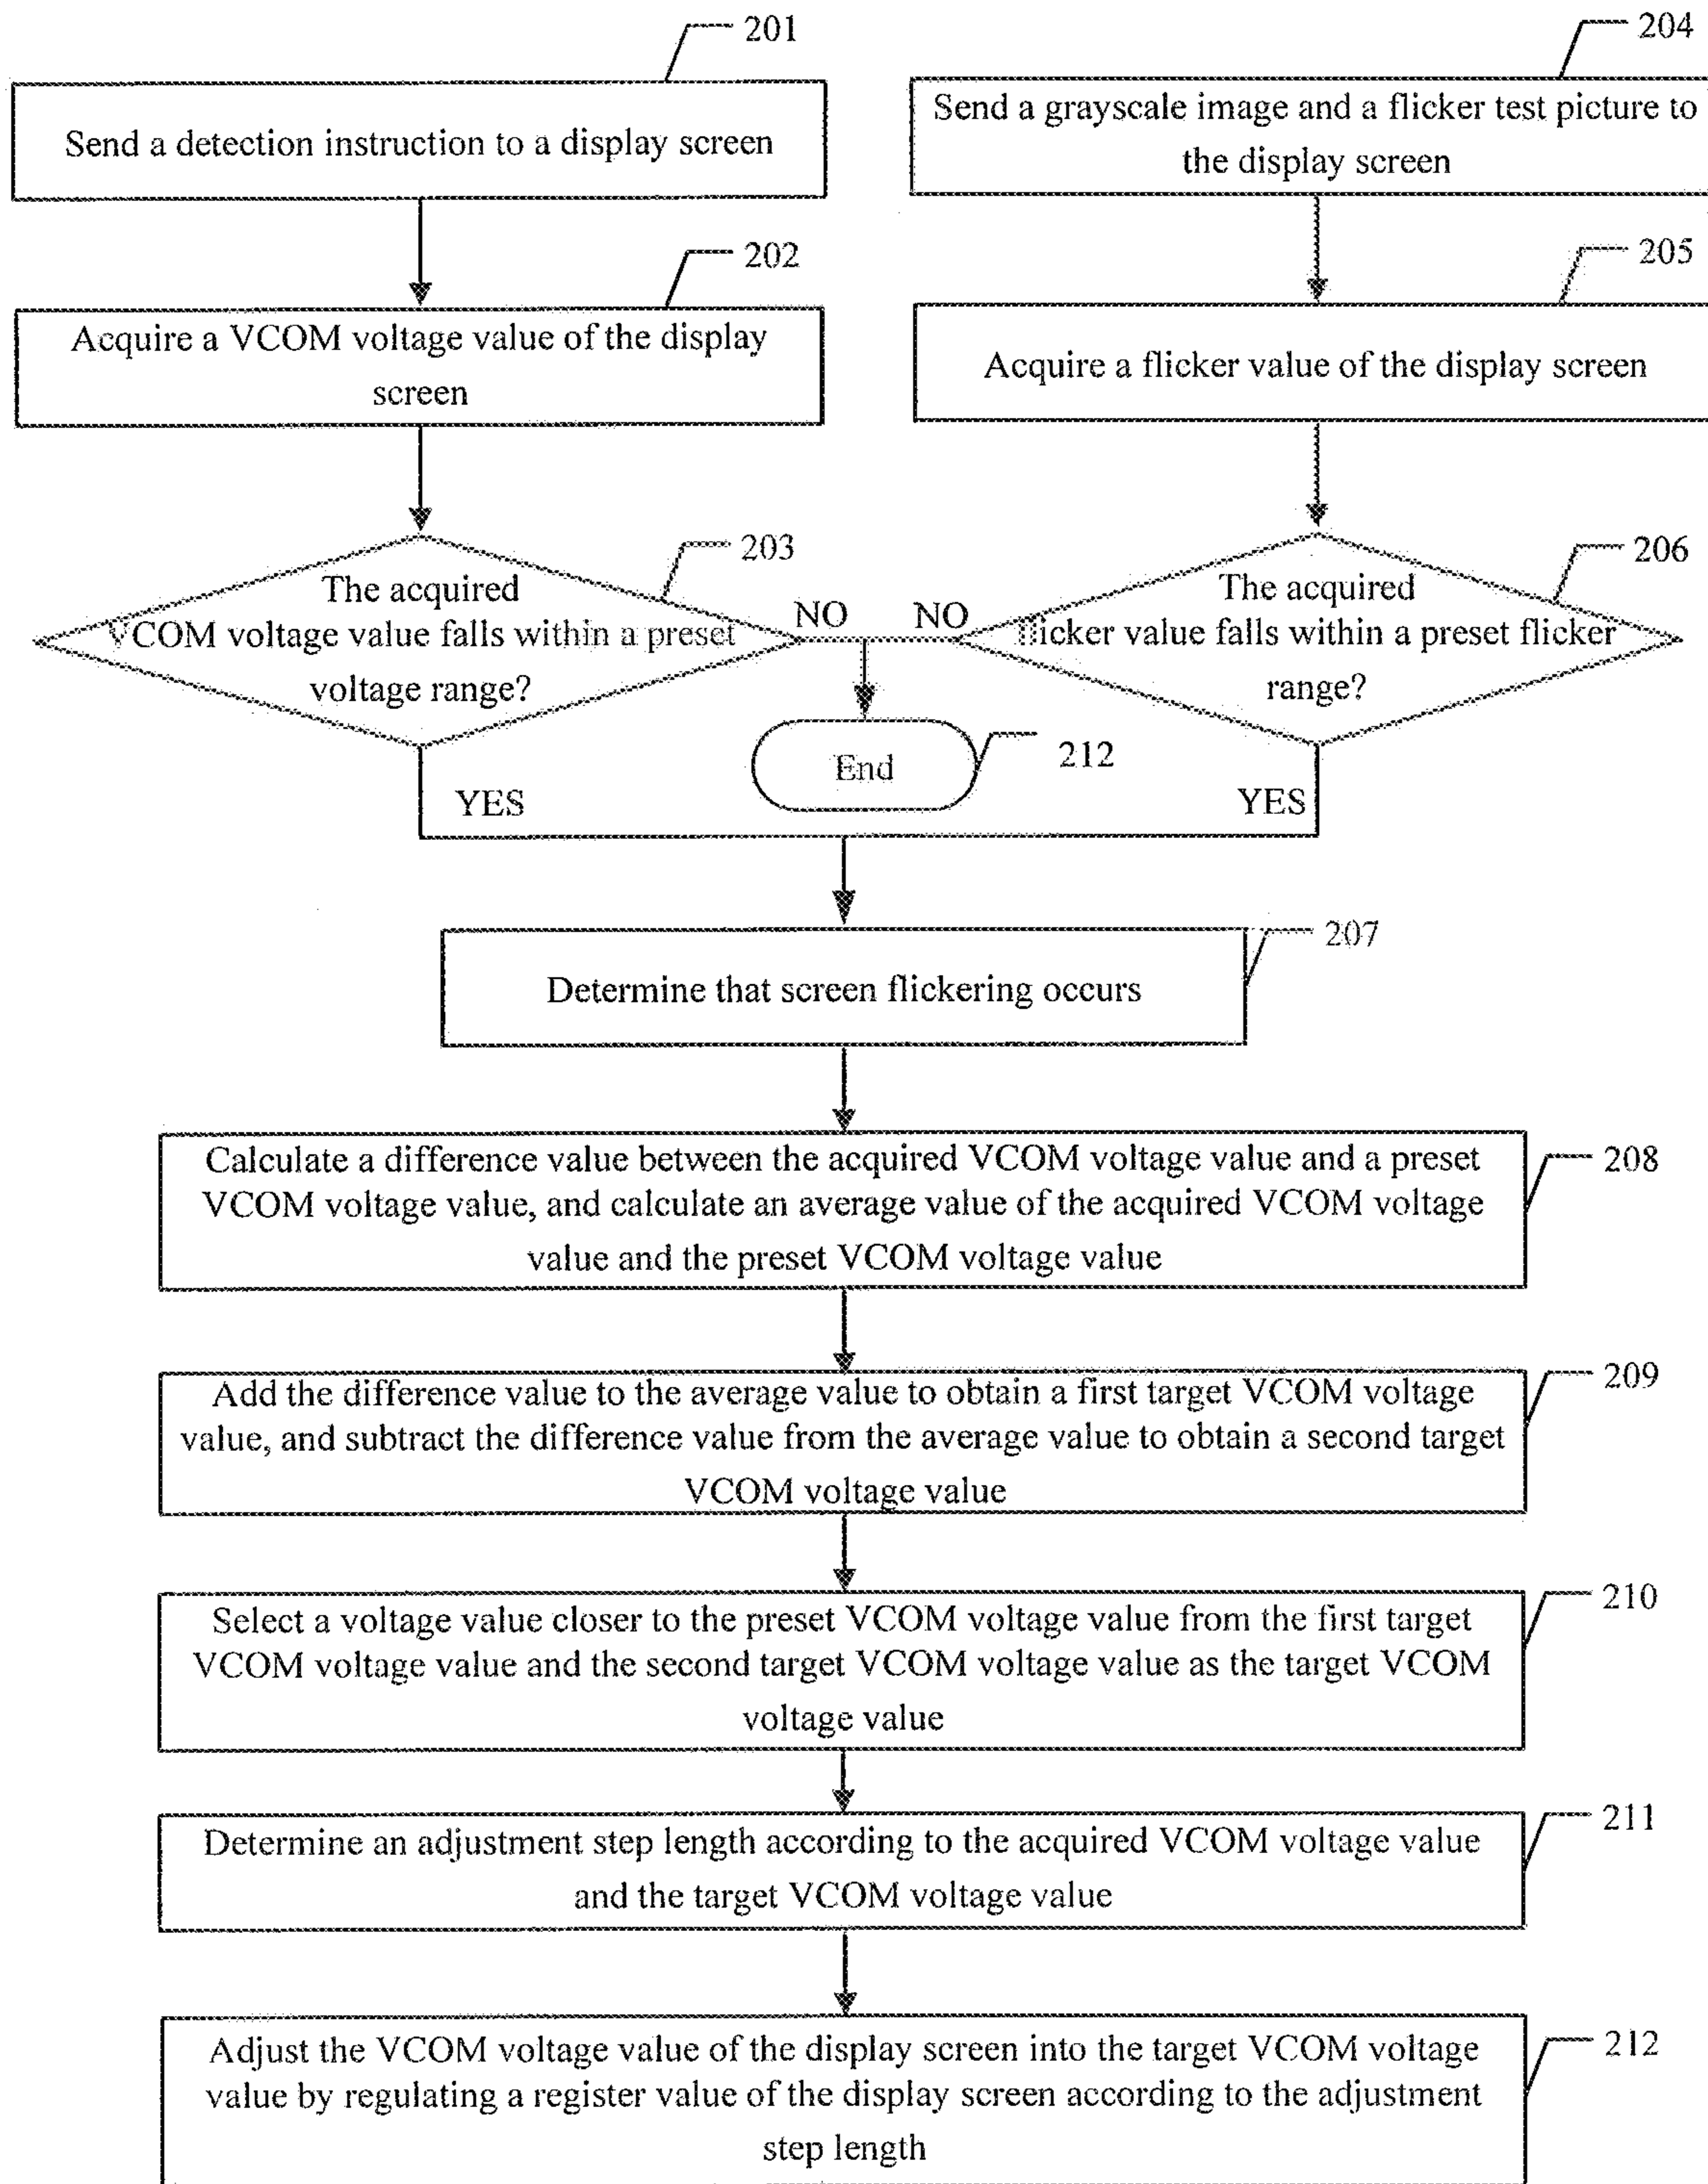 201
Send a detection instruction to a display screen
202
Acquire a VCOM voltage value of the display
screen
203
The acquired
VCOM voltage value falls within a preset
voltage range?
NO
YES
204
Send a grayscale image and a flicker test picture to
the display screen
205
Acquire a flicker value of the display screen
206
The acquired
flicker value falls within a preset flicker
range?
NO
YES
End
212
207
Determine that screen flickering occurs
208
Calculate a difference value between the acquired VCOM voltage value and a preset
VCOM voltage value, and calculate an average value of the acquired VCOM voltage
value and the preset VCOM voltage value
209
Add the difference value to the average value to obtain a first target VCOM voltage
value, and subtract the difference value from the average value to obtain a second target
VCOM voltage value
210
Select a voltage value closer to the preset VCOM voltage value from the first target
VCOM voltage value and the second target VCOM voltage value as the target VCOM
voltage value
211
Determine an adjustment step length according to the acquired VCOM voltage value
and the target VCOM voltage value
212
Adjust the VCOM voltage value of the display screen into the target VCOM voltage
value by regulating a register value of the display screen according to the adjustment
step length